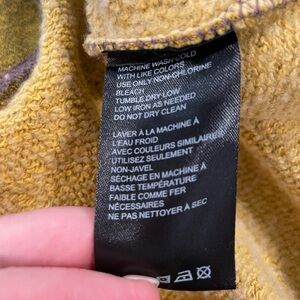 MACHINE WASH COLD
WITH LIKE COLORS
USE ONLY NON-CHLORINE
BLEACH
TUMBLE DRY LOW
LOW IRON AS NEEDED
DO NOT DRY CLEAN
LAVER À LA MACHINE À
L'EAU FROID
AVEC COULEURS SIMILAIRE
UTILISEZ SEULEMENT
NON-JAVEL
SÉCHAGE EN MACHINE À
BASSE TEMPÉRATURE
FAIBLE COMME FER
NÉCESSAIRES
NE PAS NETTOYER À SEC